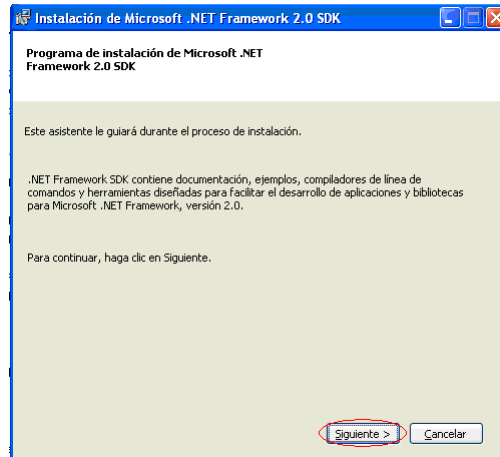 Instalación de Microsoft .NET Framework 2.0 SDK
Programa de instalación de Microsoft .NET
Framework 2.0 SDK
Este asistente le guiará durante el proceso de instalación.
.NET Framework SDK contiene documentación, ejemplos, compiladores de línea de
comandos y herramientas diseñadas para facilitar el desarrollo de aplicaciones y bibliotecas
para Microsoft .NET Framework, versión 2.0.
Para continuar, haga clic en Siguiente.
Siguiente > Cancelar